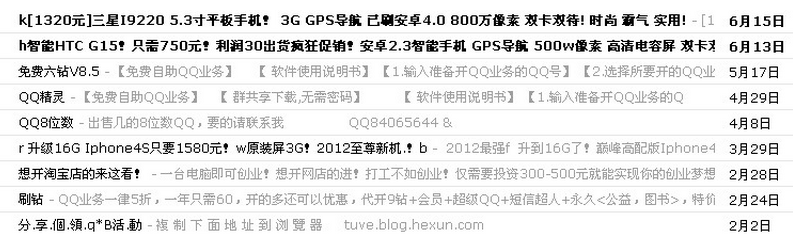 k[1320元]三星I9220 5.3寸平板手机！ 3G GPS导航 已刷安卓4.0 800万像素 双卡双待! 时尚 霸气 实用! - [1 6月15日
h智能HTC G15！只需750元！利润30出货疯狂促销！安卓2.3智能手机 GPS导航 500w像素 高清电容屏 双卡双 6月13日
免费六钻V8.5 - 【免费自助QQ业务】 【 软件使用说明书】【1.输入准备开QQ业务的QQ号】【2.选择所要开的QQ业 5月17日
QQ精灵 - 【免费自助QQ业务】 【 群共享下载,无需密码】 【 软件使用说明书】【1.输入准备开QQ业务的Q 4月29日
QQ8位数 - 出售几的8位数QQ，要的请联系我 QQ84065644 & 4月8日
r 升级16G Iphone4S只要1580元！w原装屏3G！2012至尊新机.！b - 2012最强f 升到16G了！巅峰高配版Iphone4 3月29日
想开淘宝店的来这看！ - 一台电脑即可创业！想开网店的进！打工不如创业！仅需要投资300-500元就能实现你的创业梦想 2月28日
刷钻 - QQ业务一律5折，一年只需60，开的多还可以优惠，代开9钻+会员+超级QQ+短信超人+永久<公益，图书>，特价 2月24日
分.享.個.領.q*B活.動 - 複 制 下 面 地 址 到 浏 覽 器 tuve.blog.hexun.com 2月2日